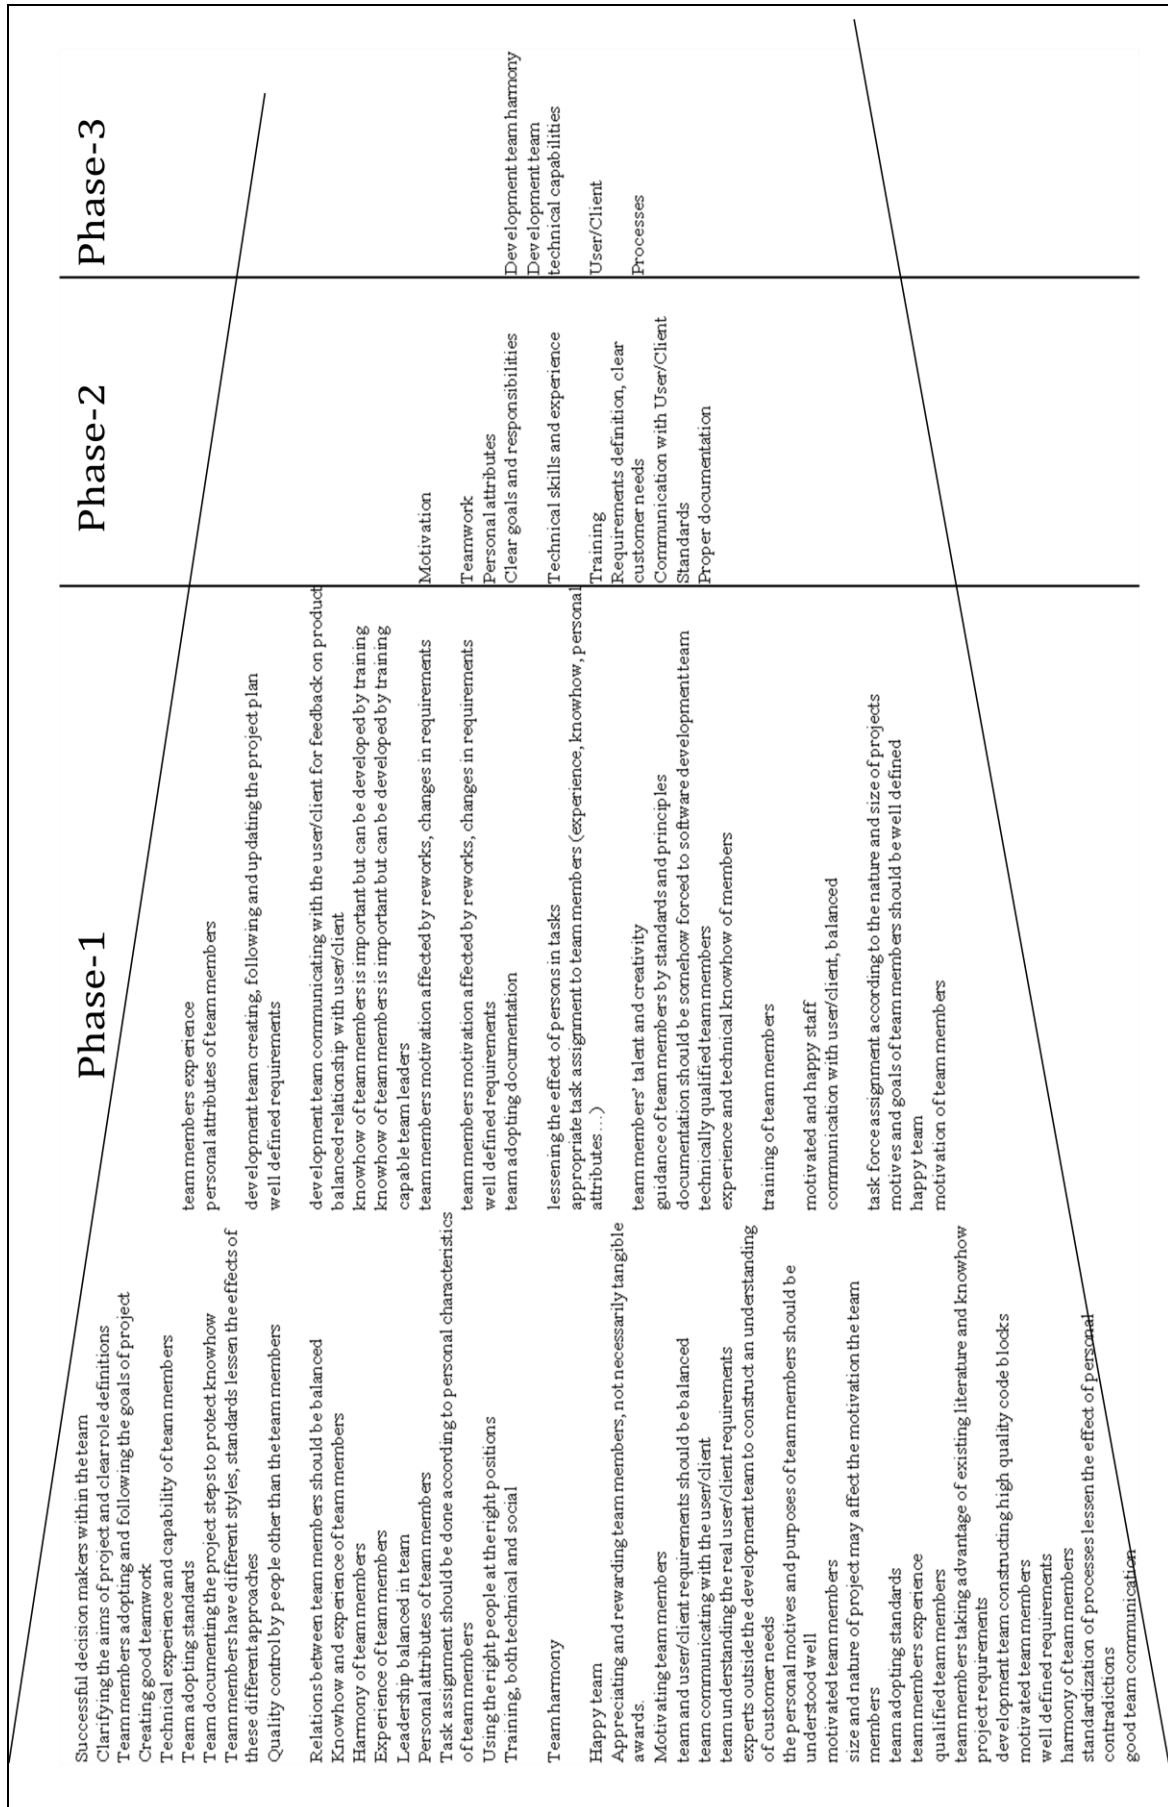 Phase-1
Phase-2
Phase-3
Successful decision makers within the team
Clarifying the aims of project and clear role definitions
Team members adopting and following the goals of project
Creating good teamwork
Technical experience and capability of team members
Team adopting standards
Team documenting the project steps to protect knowhow
Team members have different styles, standards lessen the effects of
these different approaches
Quality control by people other than the team members
Relations between team members should be balanced
Knowhow and experience of team members
Harmony of team members
Experience of team members
Leadership balanced in team
Personal attributes of team members
Task assignment should be done according to personal characteristics
of team members
Using the right people at the right positions
Training, both technical and social
Team harmony
Happy team
Appreciating and rewarding team members, not necessarily tangible
awards.
Motivating team members
team and user/client requirements should be balanced
team communicating with the user/client
team understanding the real user/client requirements
experts outside the development team to construct an understanding
of customer needs
the personal motives and purposes of team members should be
understood well
motivated team members
size and nature of project may affect the motivation the team
members
team adopting standards
team members experience
qualified team members
team members taking advantage of existing literature and knowhow
project requirements
development team constructing high quality code blocks
motivated team members
well defined requirements
harmony of team members
standardization of processes lessen the effect of personal
contradictions
good team communication
team members experience
personal attributes of team members
development team creating, following and updating the project plan
well defined requirements
development team communicating with the user/client for feedback on product
balanced relationship with user/client
knowhow of team members is important but can be developed by training
knowhow of team members is important but can be developed by training
capable team leaders
team members motivation affected by reworks, changes in requirements
team members motivation affected by reworks, changes in requirements
well defined requirements
team adopting documentation
lessening the effect of persons in tasks
appropriate task assignment to team members (experience, knowhow, personal
attributes...)
team members' talent and creativity
guidance of team members by standards and principles
documentation should be somehow forced to software development team
technically qualified team members
experience and technical knowhow of members
training of team members
motivated and happy staff
communication with user/client, balanced
task force assignment according to the nature and size of projects
motives and goals of team members should be well defined
happy team
motivation of team members
Motivation
Teamwork
Personal attributes
Clear goals and responsibilities
Technical skills and experience
Training
Requirements definition, clear
customer needs
Communication with User/Client
Standards
Proper documentation
Development team harmony
Development team
technical capabilities
User/Client
Processes